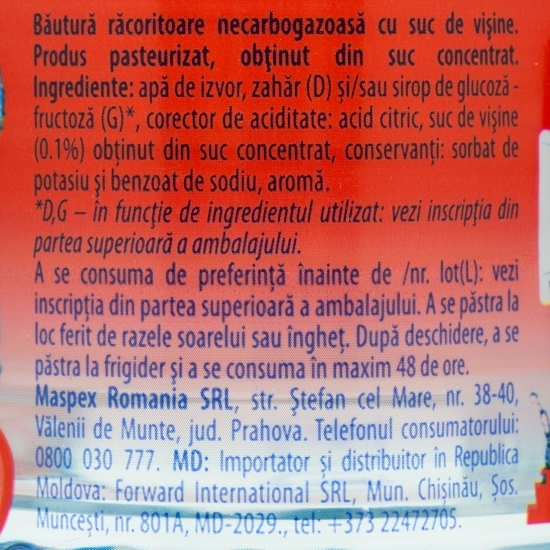 Băutură răcoritoare necarbogazoasă cu suc de vișine.
Produs pasteurizat, obţinut din suc concentrat.
Ingrediente: apă de izvor, zahăr (D) și/sau sirop de glucoză -
fructoză (G)*, corector de aciditate: acid citric, suc de vișine
(0.1%) obținut din suc concentrat, conservanți: sorbat de
potasiu şi benzoat de sodiu, aromă.
*D,G – în funcţie de ingredientul utilizat: vezi inscripţia din
partea superioară a ambalajului.
A se consuma de preferință înainte de /nr. lot(L): vezi
inscripția din partea superioară a ambalajului. A se păstra la
loc ferit de razele soarelui sau îngheț. După deschidere, a se
păstra la frigider și a se consuma în maxim 48 de ore.
Maspex Romania SRL, str. Ştefan cel Mare, nr. 38-40,
Vălenii de Munte, jud. Prahova. Telefonul consumatorului:
0800 030 777. MD: Importator și distribuitor în Republica
Moldova: Forward International SRL, Mun. Chișinău, Șos.
Muncești, nr. 801A, MD-2029., tel: +373 22472705.